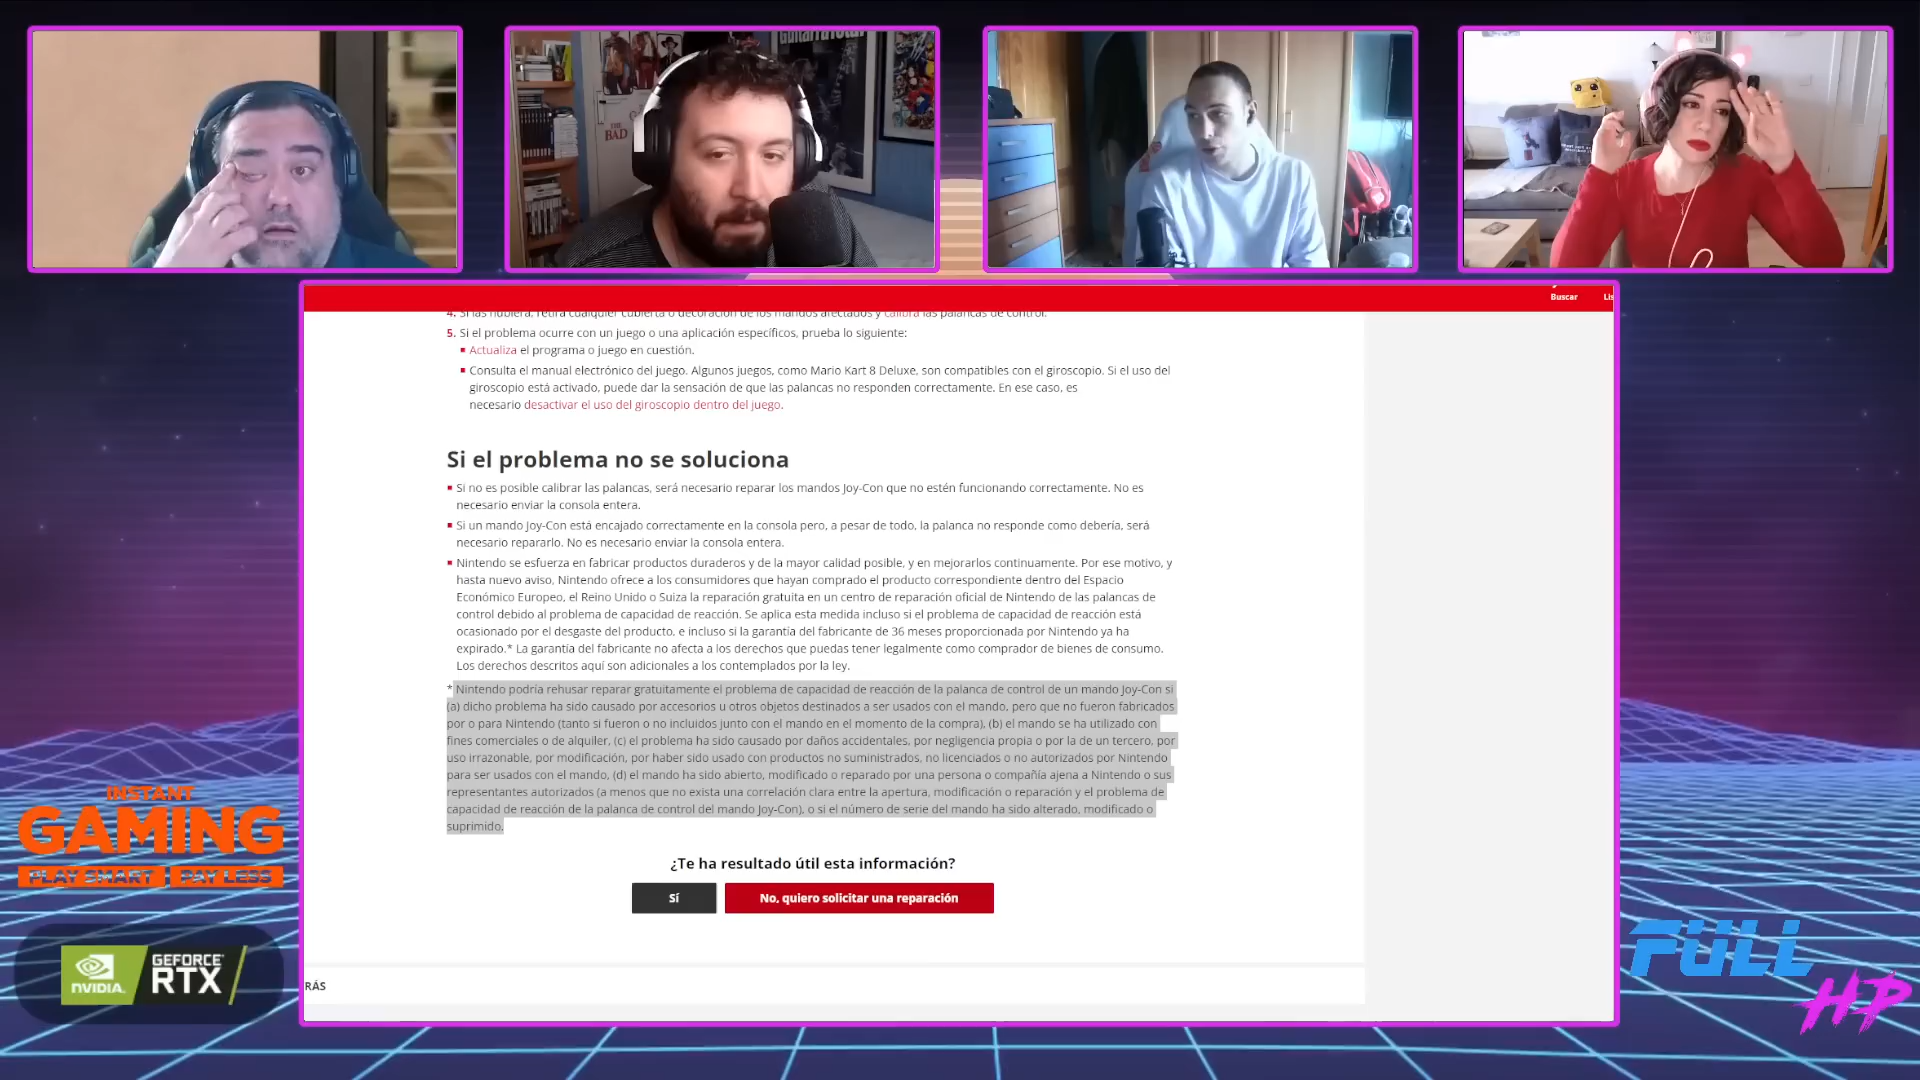 GuitarraTotal
THE
BAD
Buscar
Lis
4. Si las hubiera, retira cualquier cubierta o decoración de los mandos afectados y calibra las palancas de control.
5. Si el problema ocurre con un juego o una aplicación específicos, prueba lo siguiente:
Actualiza el programa o juego en cuestión.
Consulta el manual electrónico del juego. Algunos juegos, como Mario Kart 8 Deluxe, son compatibles con el giroscopio. Si el uso del
giroscopio está activado, puede dar la sensación de que las palancas no responden correctamente. En ese caso, es
necesario desactivar el uso del giroscopio dentro del juego.
Si el problema no se soluciona
Si no es posible calibrar las palancas, será necesario reparar los mandos Joy-Con que no estén funcionando correctamente. No es
necesario enviar la consola entera.
Si un mando Joy-Con está encajado correctamente en la consola pero, a pesar de todo, la palanca no responde como debería, será
necesario repararlo. No es necesario enviar la consola entera.
Nintendo se esfuerza en fabricar productos duraderos y de la mayor calidad posible, y en mejorarlos continuamente. Por ese motivo, y
hasta nuevo aviso, Nintendo ofrece a los consumidores que hayan comprado el producto correspondiente dentro del Espacio
Económico Europeo, el Reino Unido o Suiza la reparación gratuita en un centro de reparación oficial de Nintendo de las palancas de
control debido al problema de capacidad de reacción. Se aplica esta medida incluso si el problema de capacidad de reacción está
ocasionado por el desgaste del producto, e incluso si la garantía del fabricante de 36 meses proporcionada por Nintendo ya ha
expirado.* La garantía del fabricante no afecta a los derechos que puedas tener legalmente como comprador de bienes de consumo.
Los derechos descritos aquí son adicionales a los contemplados por la ley.
* Nintendo podría rehusar reparar gratuitamente el problema de capacidad de reacción de la palanca de control de un mando Joy-Con si
(a) dicho problema ha sido causado por accesorios u otros objetos destinados a ser usados con el mando, pero que no fueron fabricados
por o para Nintendo (tanto si fueron o no incluidos junto con el mando en el momento de la compra), (b) el mando se ha utilizado con
fines comerciales o de alquiler, (c) el problema ha sido causado por daños accidentales, por negligencia propia o por la de un tercero, por
uso irrazonable, por modificación, por haber sido usado con productos no suministrados, no licenciados o no autorizados por Nintendo
para ser usados con el mando, (d) el mando ha sido abierto, modificado o reparado por una persona o compañía ajena a Nintendo o sus
representantes autorizados (a menos que no exista una correlación clara entre la apertura, modificación o reparación y el problema de
capacidad de reacción de la palanca de control del mando Joy-Con), o si el número de serie del mando ha sido alterado, modificado o
suprimido.
¿Te ha resultado útil esta información?
Sí
No, quiero solicitar una reparación
RÁS
INSTANT
GAMING
PLAY SMART PAY LESS
NVIDIA.
GEFORCE
RTX
FULL
HP